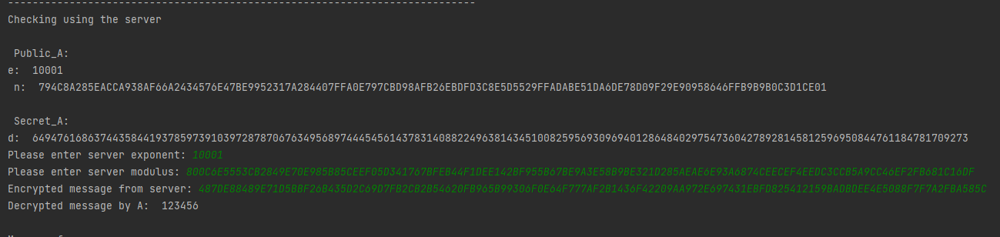 --------------------------------------------------------------------------
Checking using the server
Public_A:
e: 10001
n: 794C8A285EACCA938AF66A2434576E47BE9952317A284407FFA0E797CBD98AFB26EBDFD3C8E5D5529FFADABE51DA6DE78D09F29E90958646FFB9B9B0C3D1CE01
Secret_A:
d: 6494761686374435844193785973910397287870676349568974445456143783140882249638143451008259569309694012864840297547360427892814581259695084476118478170927​3
Please enter server exponent: 10001
Please enter server modulus: 800C6E5553CB2849E70E985B85CEEF05D341767BFEB44F1DEE142BF955B67BE9A3E58B9BE321D285AEAE6E93A6874CEECEF4EEDC3CCB5A9CC46EF2FB681C16DF
Encrypted message from server: 487DE88489E71D5BBF26B435D2C69D7FB2CB2B54620FB965B99306F0E64F777AF2B1436F42209AA972E697431EBFD825412159BADBDEE4E5088F7F7A2FBA585C
Decrypted message by A: 123456